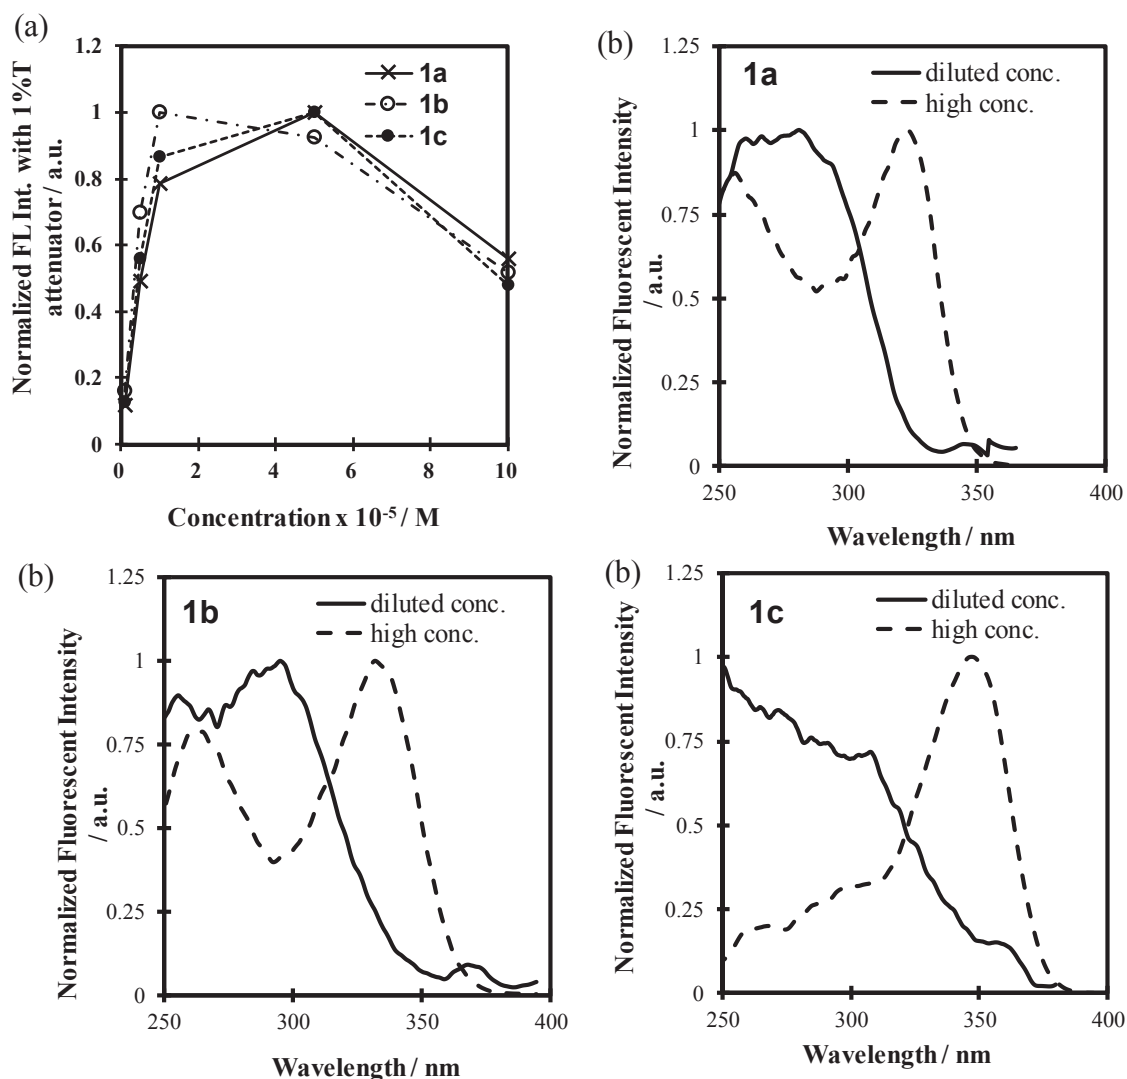 (a)
Normalized FL Int. with 1%T
attenuator / a.u.
1.2
1
0.8
0.6
0.4
0.2
0
0
2
4
6
8
10
1a
1b
1c
Concentration x 10-5 / M
(b)
1a
diluted conc.
high conc.
Normalized Fluorescent Intensity
/ a.u.
1.25
1
0.75
0.5
0.25
0
250
300
350
400
Wavelength / nm
(b)
1b
diluted conc.
high conc.
Normalized Fluorescent Intensity
/ a.u.
1.25
1
0.75
0.5
0.25
0
250
300
350
400
Wavelength / nm
(b)
1c
diluted conc.
high conc.
Normalized Fluorescent Intensity
/ a.u.
1.25
1
0.75
0.5
0.25
0
250
300
350
400
Wavelength / nm